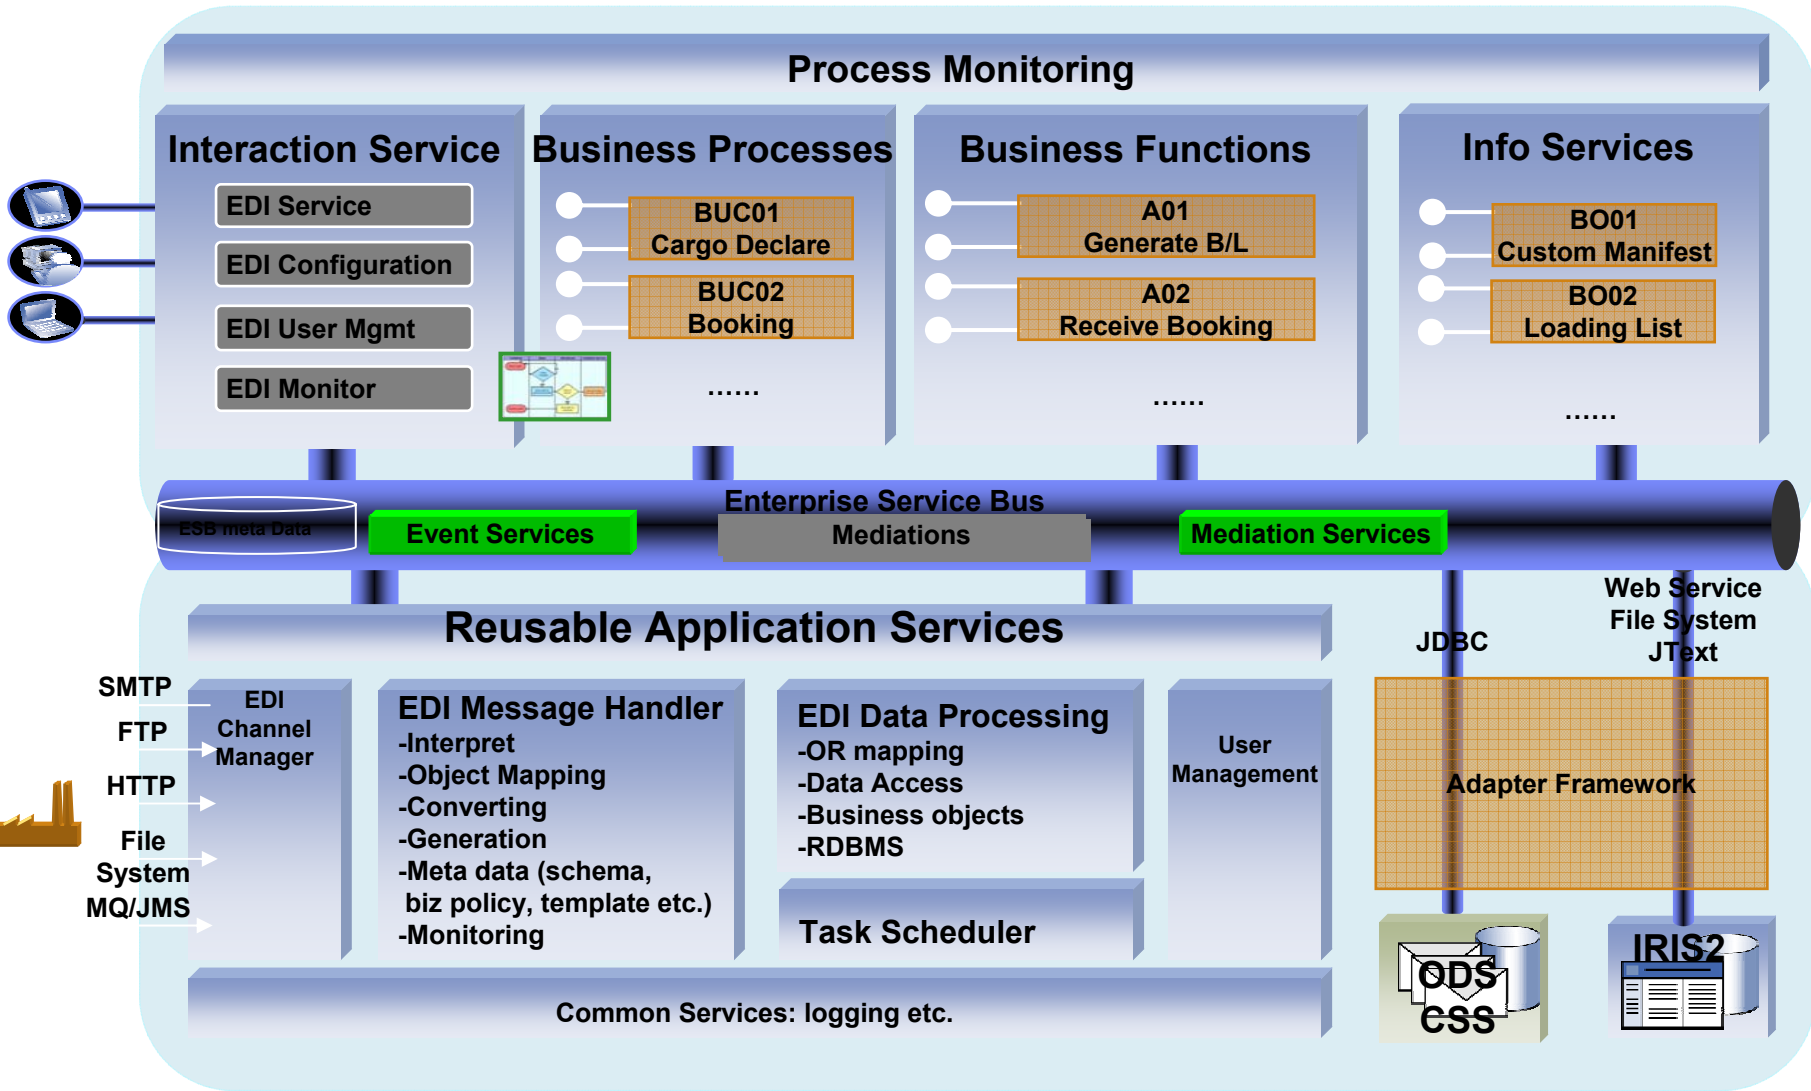 Process Monitoring
Interaction Service
EDI Service
EDI Configuration
EDI User Mgmt
EDI Monitor
Business Processes
BUC01
Cargo Declare
BUC02
Booking
......
Business Functions
A01
Generate B/L
A02
Receive Booking
......
Info Services
BO01
Custom Manifest
BO02
Loading List
......
Enterprise Service Bus
ESB meta Data
Event Services
Mediations
Mediation Services
Reusable Application Services
JDBC
Web Service
File System
JText
SMTP
FTP
HTTP
File
System
MQ/JMS
EDI
Channel
Manager
EDI Message Handler
-Interpret
-Object Mapping
-Converting
-Generation
-Meta data (schema,
biz policy, template etc.)
-Monitoring
EDI Data Processing
-OR mapping
-Data Access
-Business objects
-RDBMS
Task Scheduler
User
Management
Adapter Framework
ODS
CSS
IRIS2
Common Services: logging etc.